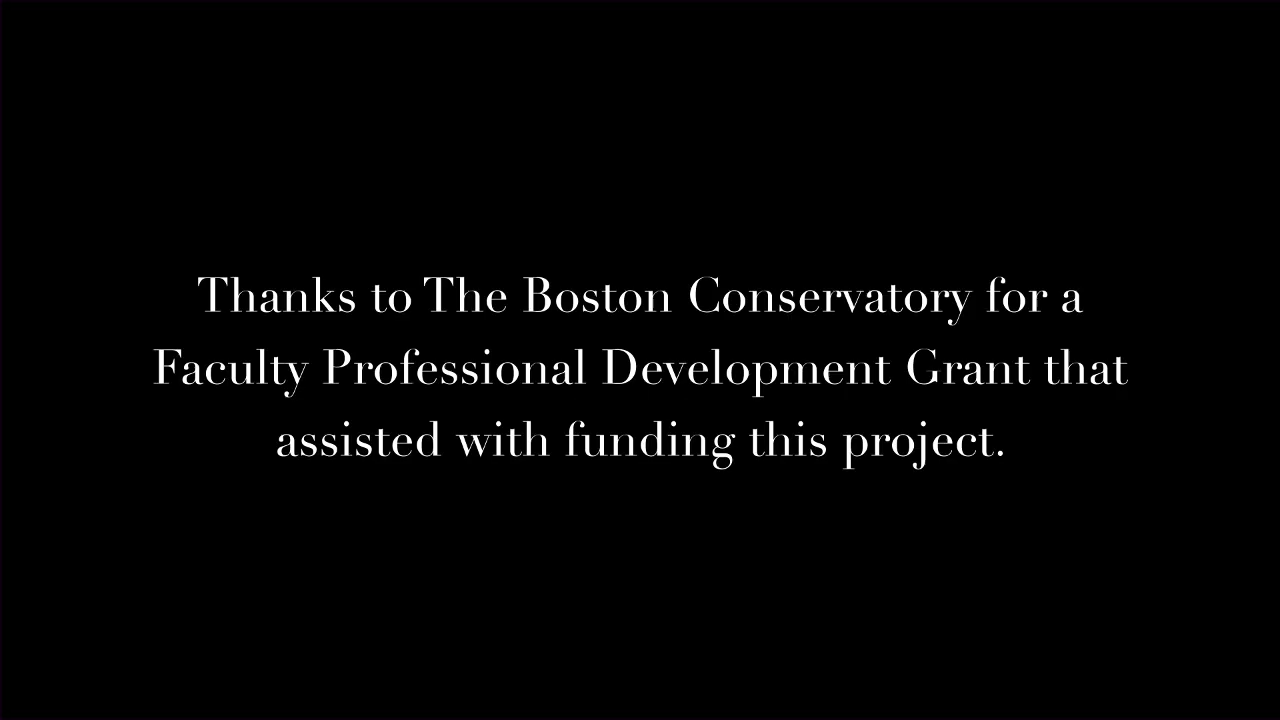 Thanks to The Boston Conservatory for a
Faculty Professional Development Grant that
assisted with funding this project.